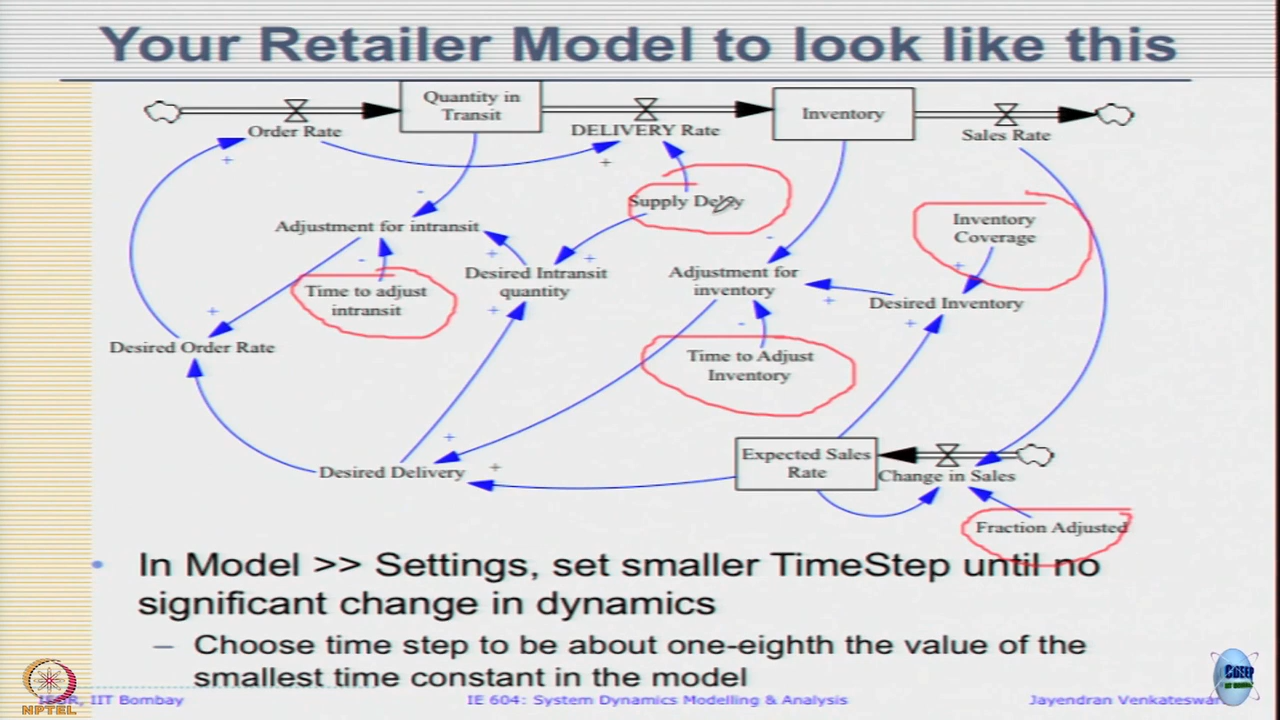 Your Retailer Model to look like this
Quantity in
Transit
Inventory
Order Rate
DELIVERY Rate
Sales Rate
+
+
-
Supply Delay
Inventory
Coverage
Adjustment for intransit
-
+
+
+
-
Time to adjust
intransit
Desired Intransit
quantity
Adjustment for
inventory
+
Desired Inventory
+
+
-
+
Desired Order Rate
Time to Adjust
Inventory
+
Desired Delivery
+
Expected Sales
Rate
Change in Sales
Fraction Adjusted
• In Model >> Settings, set smaller TimeStep until no
significant change in dynamics
– Choose time step to be about one-eighth the value of the
smallest time constant in the model
IIT Bombay
IE 604: System Dynamics Modelling & Analysis
Jayendran
NPTEL
CDEEP